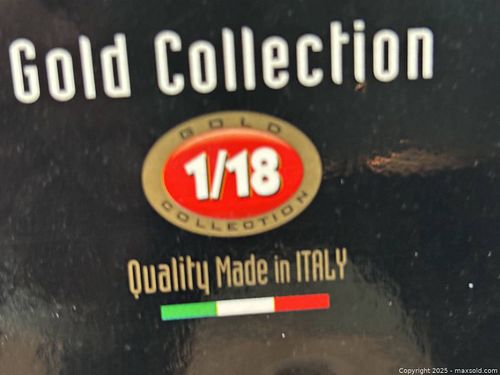 Gold Collection
GOLD
1/18
COLLECTION
Quality Made in ITALY
Copyright 2025 - maxsold.com